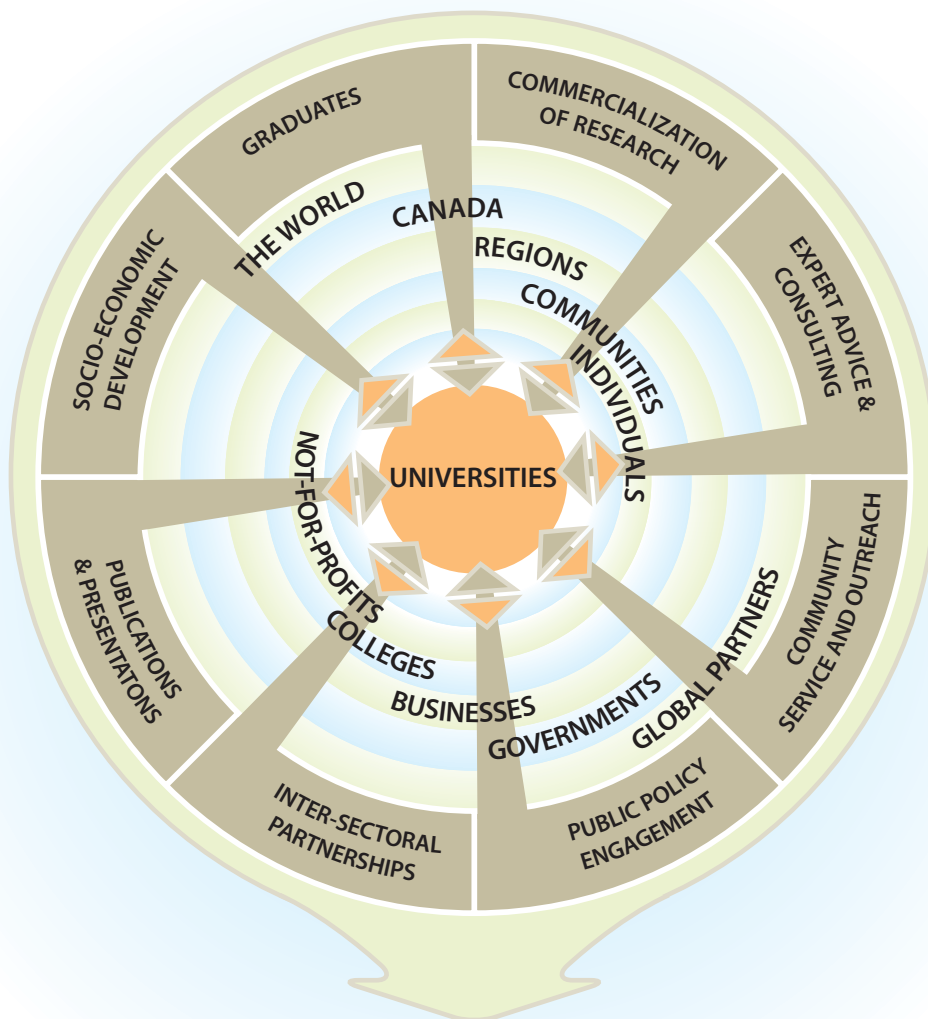 GRADUATES
COMMERCIALIZATION
OF RESEARCH
EXPERT ADVICE &
CONSULTING
COMMUNITY
SERVICE AND OUTREACH
PUBLIC POLICY
ENGAGEMENT
INTER-SECTORAL
PARTNERSHIPS
PUBLICATIONS
& PRESENTATONS
SOCIO-ECONOMIC
DEVELOPMENT
THE WORLD
CANADA
REGIONS
COMMUNITIES
INDIVIDUALS
UNIVERSITIES
NOT-FOR-PROFITS
COLLEGES
BUSINESSES
GOVERNMENTS
GLOBAL PARTNERS